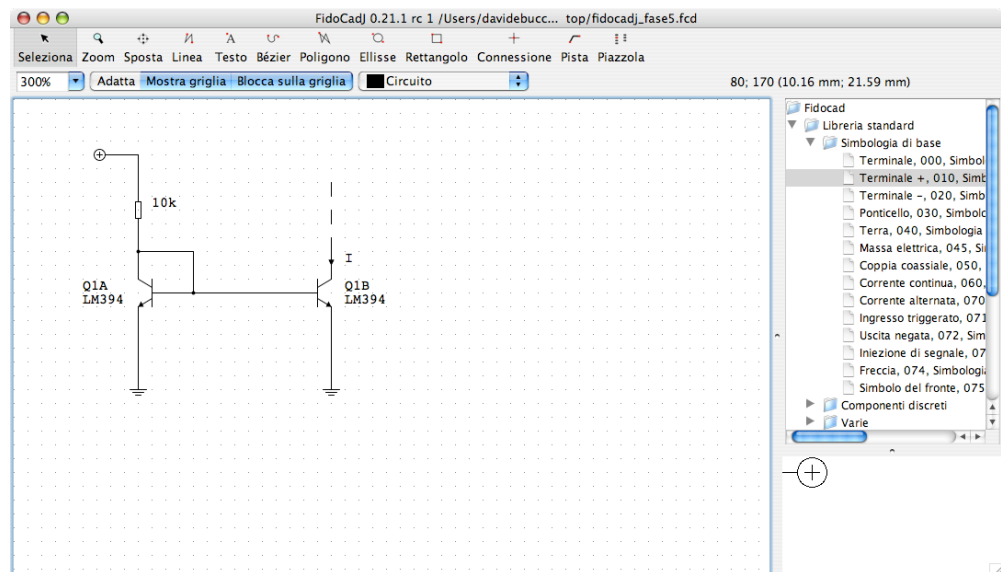 FidoCadJ 0.21.1 rc 1 /Users/davidebucc... top/fidocadj_fase5.fcd
Seleziona Zoom Sposta Linea Testo Bézier Poligono Ellisse Rettangolo Connessione Pista Piazzola
300% Adatta Mostra griglia Blocca sulla griglia Circuito 80; 170 (10.16 mm; 21.59 mm)
10k
I
Q1A
LM394
Q1B
LM394
Fidocad
Libreria standard
Simbologia di base
Terminale, 000, Simbol
Terminale +, 010, Simb
Terminale –, 020, Simb
Ponticello, 030, Simbolo
Terra, 040, Simbologia
Massa elettrica, 045, Si
Coppia coassiale, 050,
Corrente continua, 060,
Corrente alternata, 070
Ingresso triggerato, 071
Uscita negata, 072, Sim
Iniezione di segnale, 07
Freccia, 074, Simbologi
Simbolo del fronte, 075
Componenti discreti
Varie